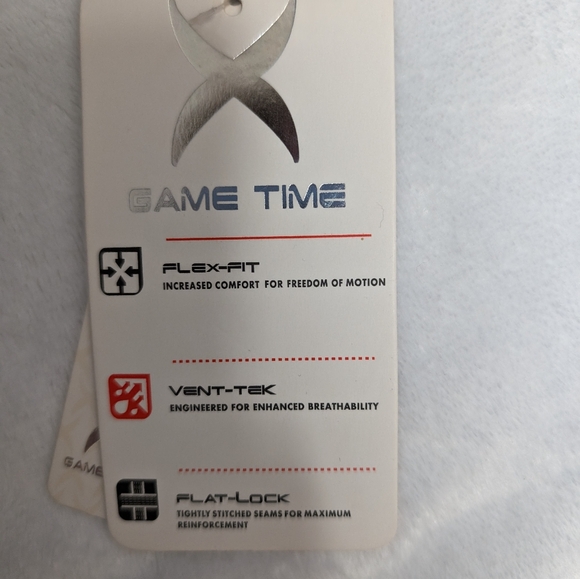 GAME TIME
FLEX-FIT
INCREASED COMFORT FOR FREEDOM OF MOTION
VENT-TEK
ENGINEERED FOR ENHANCED BREATHABILITY
GAME
FLAT-LOCK
TIGHTLY STITCHED SEAMS FOR MAXIMUM
REINFORCEMENT